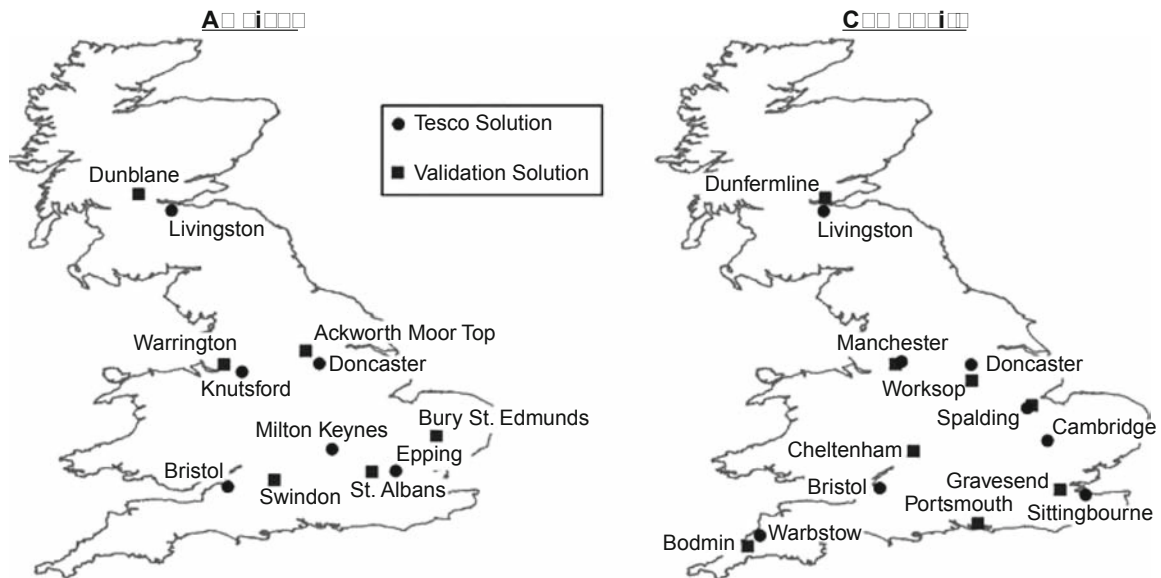 Tesco Solution
Validation Solution
Dunblane
Livingston
Warrington
Ackworth Moor Top
Knutsford
Doncaster
Bury St. Edmunds
Milton Keynes
Epping
Bristol
Swindon
St. Albans
Dunfermline
Livingston
Manchester
Doncaster
Worksop
Spalding
Cambridge
Cheltenham
Gravesend
Bristol
Portsmouth
Sittingbourne
Warbstow
Bodmin